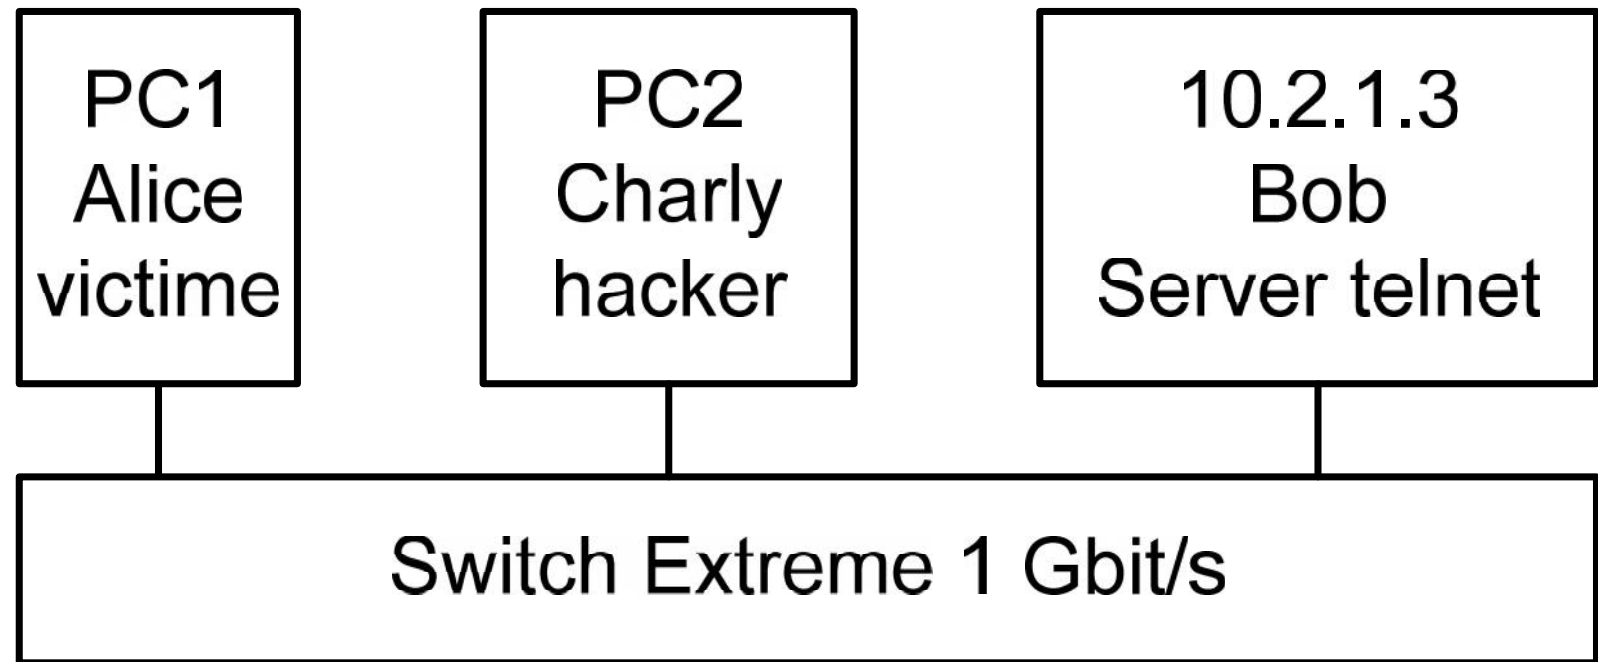 PC1
Alice
victime
PC2
Charly
hacker
10.2.1.3
Bob
Server telnet
Switch Extreme 1 Gbit/s